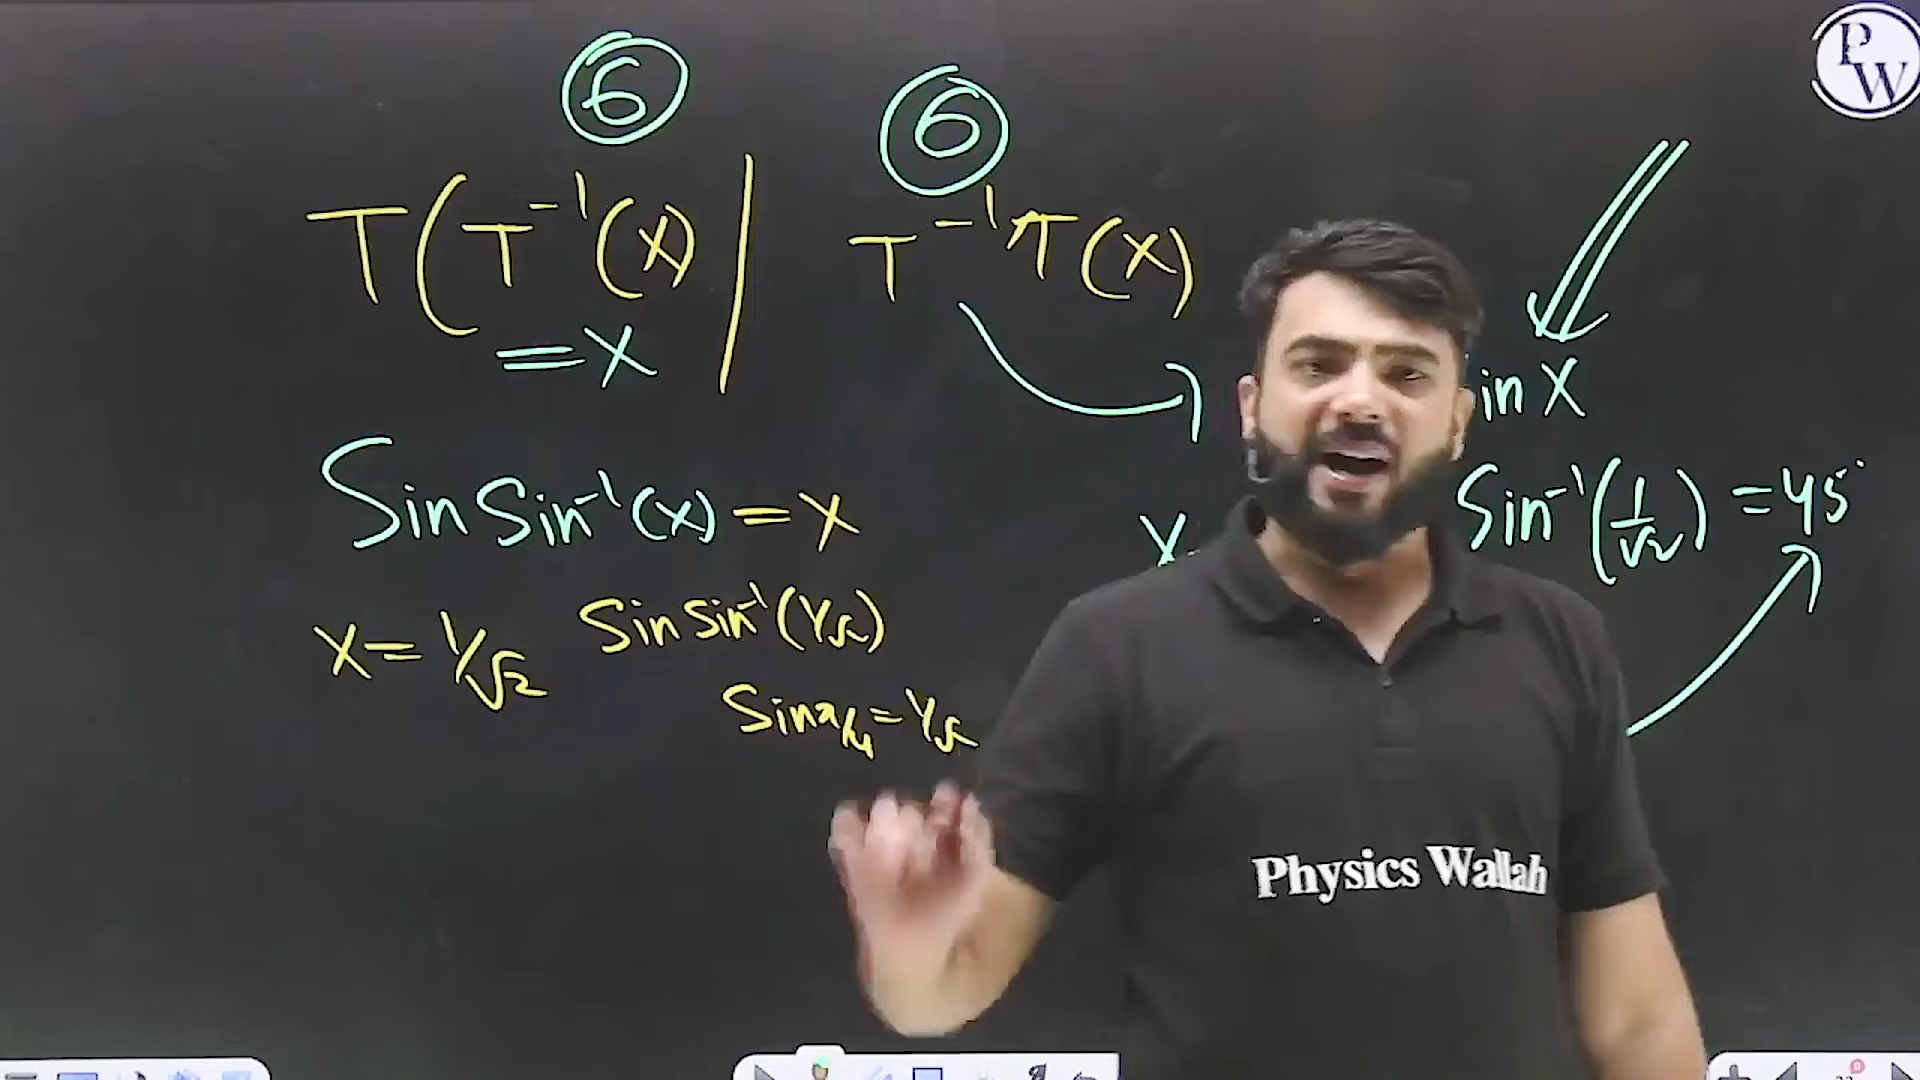 PW
6
6
T(T⁻¹(x)
T⁻¹T(x)
=x
in x
Sin Sin⁻¹(x) = x
x
Sin⁻¹(1/√2) = 45°
x = 1/√2
Sin Sin⁻¹(1/√2)
Sin π/4 = 1/√2
Physics Wallah